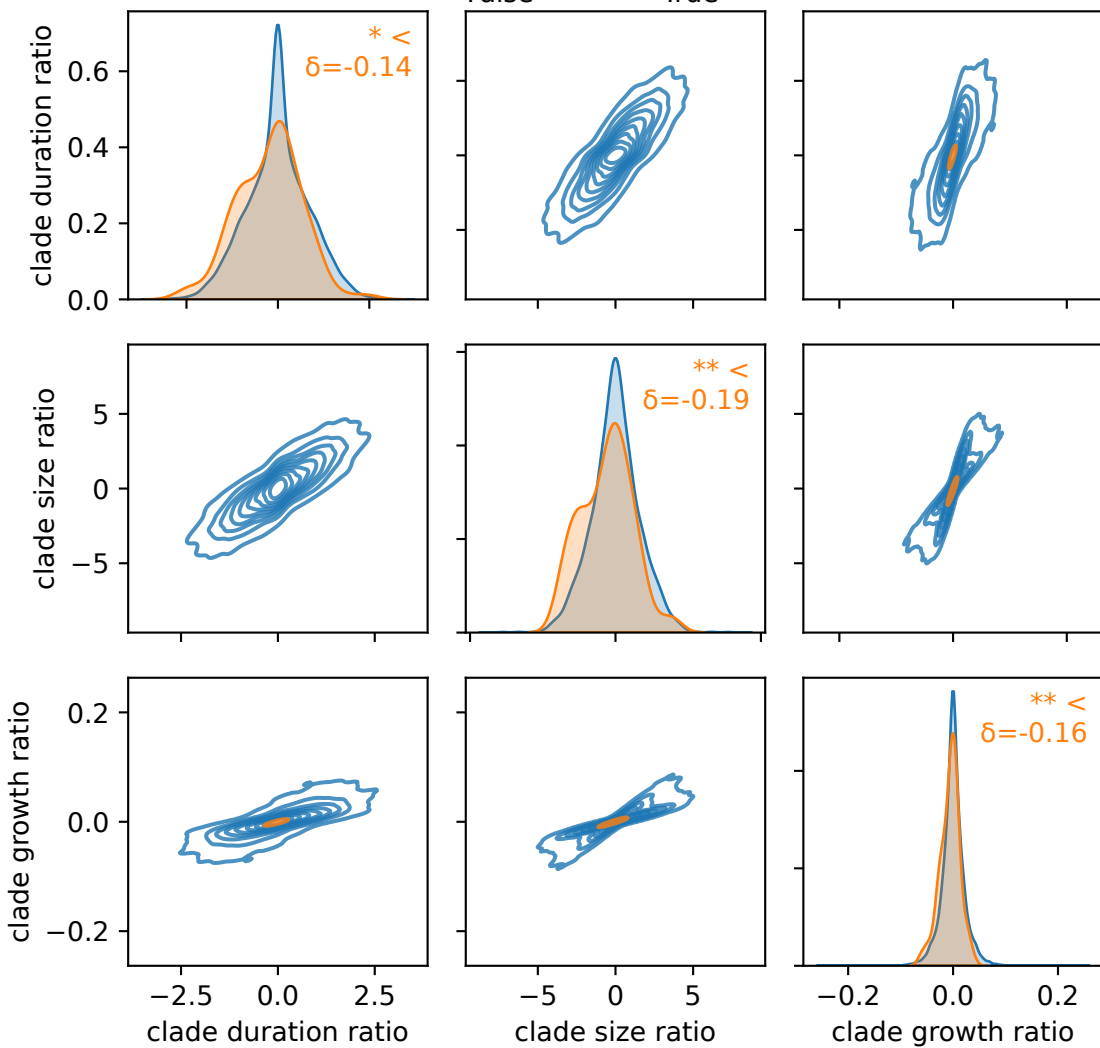 clade duration ratio
0.6
0.4
0.2
0.0
* <
δ=-0.14
clade size ratio
5
0
−5
** <
δ=-0.19
clade growth ratio
0.2
0.0
−0.2
** <
δ=-0.16
−2.5 0.0 2.5
clade duration ratio
−5 0 5
clade size ratio
−0.2 0.0 0.2
clade growth ratio